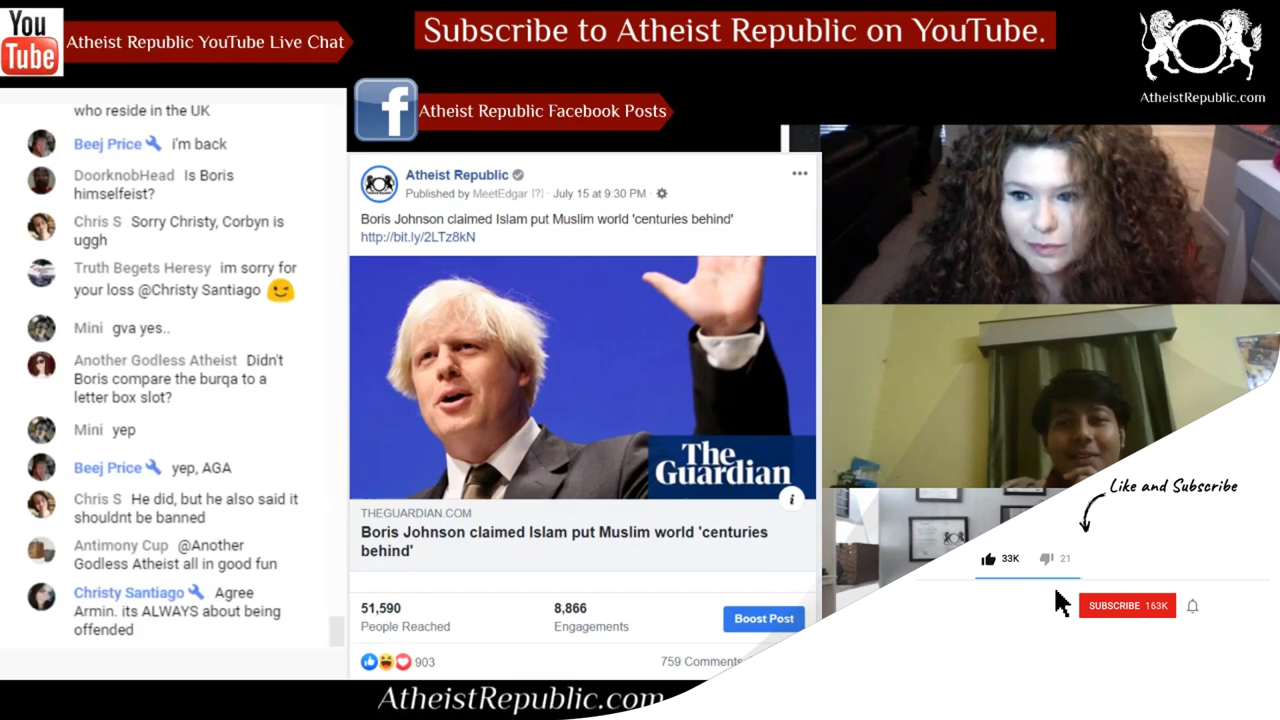 You
Tube
Atheist Republic YouTube Live Chat
Subscribe to Atheist Republic on YouTube.
AtheistRepublic.com
f
Atheist Republic Facebook Posts
who reside in the UK
Beej Price i'm back
DoorknobHead Is Boris
himselfeist?
Chris S Sorry Christy, Corbyn is
uggh
Truth Begets Heresy im sorry for
your loss @Christy Santiago
Mini gva yes..
Another Godless Atheist Didn't
Boris compare the burqa to a
letter box slot?
Mini yep
Beej Price yep, AGA
Chris S He did, but he also said it
shouldnt be banned
Antimony Cup @Another
Godless Atheist all in good fun
Christy Santiago Agree
Armin. its ALWAYS about being
offended
Atheist Republic
Published by MeetEdgar [?] · July 15 at 9:30 PM ·
Boris Johnson claimed Islam put Muslim world 'centuries behind'
http://bit.ly/2LTz8kN
The
Guardian
i
THEGUARDIAN.COM
Boris Johnson claimed Islam put Muslim world 'centuries
behind'
51,590
People Reached
8,866
Engagements
Boost Post
903
759 Comments
AtheistRepublic.com
Like and Subscribe
33K
21
SUBSCRIBE 163K